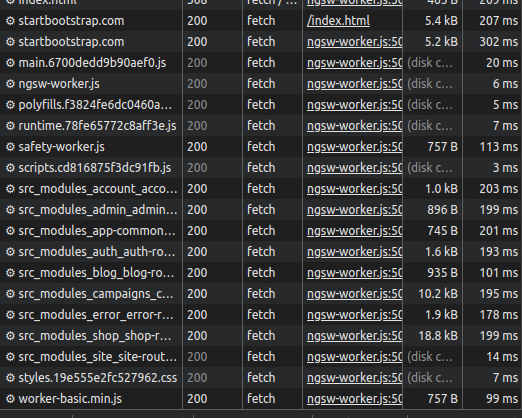 index.html 308 fetch / ... ngsw-worker.js:50 405 B 209 ms
startbootstrap.com 200 fetch /index.html 5.4 kB 207 ms
startbootstrap.com 200 fetch ngsw-worker.js:50 5.2 kB 302 ms
main.6700dedd9b90aef0.js 200 fetch ngsw-worker.js:50 (disk c... 20 ms
ngsw-worker.js 200 fetch ngsw-worker.js:50 (disk c... 6 ms
polyfills.f3824fe6dc0460a... 200 fetch ngsw-worker.js:50 (disk c... 5 ms
runtime.78fe65772c8aff3e.js 200 fetch ngsw-worker.js:50 (disk c... 7 ms
safety-worker.js 200 fetch ngsw-worker.js:50 757 B 113 ms
scripts.cd816875f3dc91fb.js 200 fetch ngsw-worker.js:50 (disk c... 3 ms
src_modules_account_acco... 200 fetch ngsw-worker.js:50 1.0 kB 203 ms
src_modules_admin_admin... 200 fetch ngsw-worker.js:50 896 B 199 ms
src_modules_app-common... 200 fetch ngsw-worker.js:50 745 B 201 ms
src_modules_auth_auth-ro... 200 fetch ngsw-worker.js:50 1.6 kB 193 ms
src_modules_blog_blog-ro... 200 fetch ngsw-worker.js:50 935 B 101 ms
src_modules_campaigns_c... 200 fetch ngsw-worker.js:50 10.2 kB 195 ms
src_modules_error_error-r... 200 fetch ngsw-worker.js:50 1.9 kB 178 ms
src_modules_shop_shop-r... 200 fetch ngsw-worker.js:50 18.8 kB 199 ms
src_modules_site_site-rout... 200 fetch ngsw-worker.js:50 (disk c... 14 ms
styles.19e555e2fc527962.css 200 fetch ngsw-worker.js:50 (disk c... 7 ms
worker-basic.min.js 200 fetch ngsw-worker.js:50 757 B 99 ms